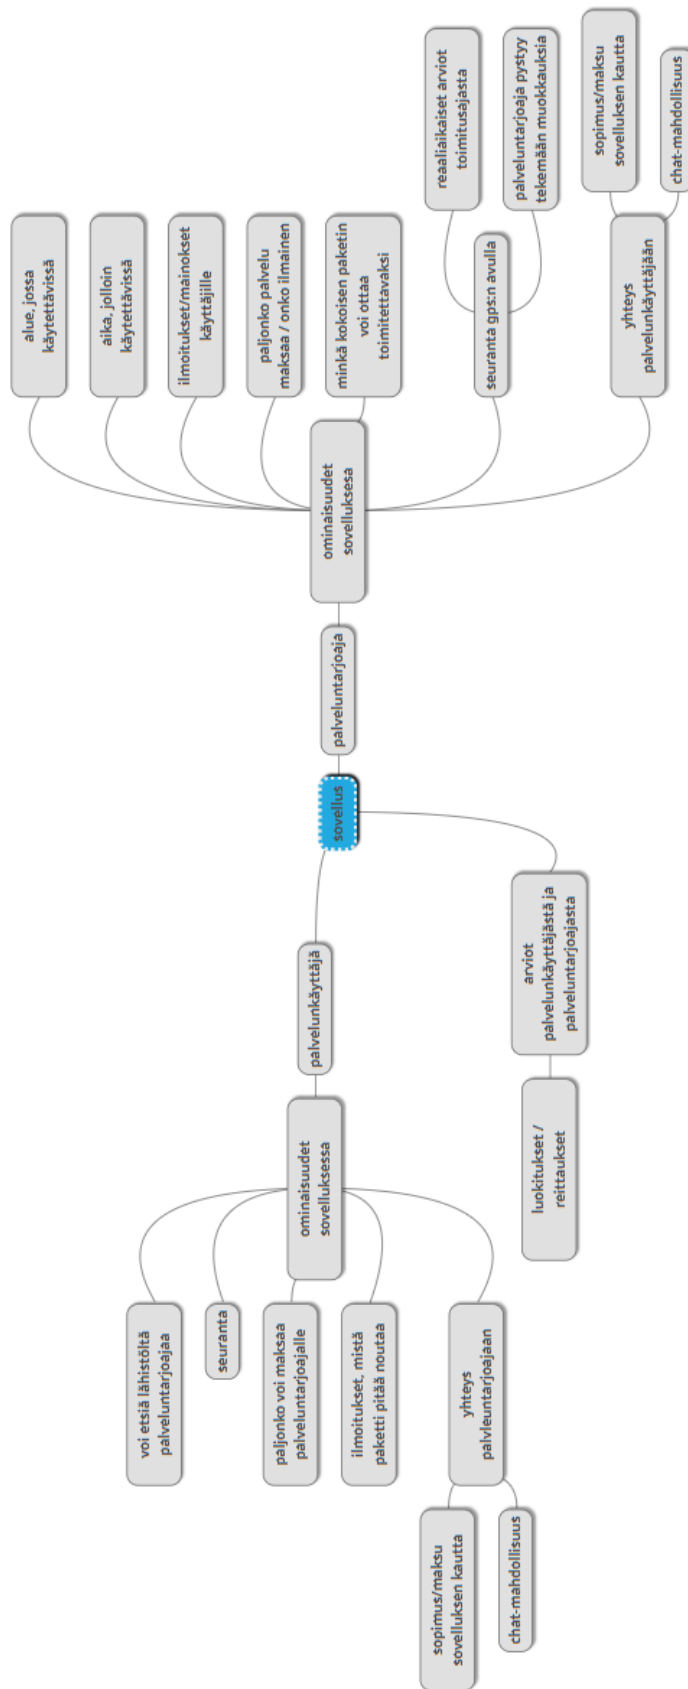 sovellus
palvelunkäyttäjä
ominaisuudet
sovelluksessa
voi etsiä lähistöltä
palveluntarjoajaa
seuranta
paljonko voi maksaa
palveluntarjoajalle
ilmoitukset, mistä
paketti pitää noutaa
yhteys
palvleuntarjoajaan
sopimus/maksu
sovelluksen kautta
chat-mahdollisuus
palveluntarjoaja
ominaisuudet
sovelluksesa
alue, jossa
käytettävissä
aika, jolloin
käytettävissä
ilmoitukset/mainokset
käyttäjille
paljonko palvelu
maksaa / onko ilmainen
minkä kokoisen paketin
voi ottaa
toimitettavaksi
seuranta gps:n avulla
reaaliaikaiset arviot
toimitusajasta
palveluntarjoaja pystyy
tekemään muokkauksia
yhteys
palvelunkäyttäjään
sopimus/maksu
sovelluksen kautta
chat-mahdollisuus
arviot
palvelunkäyttäjästä ja
palveluntarjoajasta
luokitukset /
reittaukset